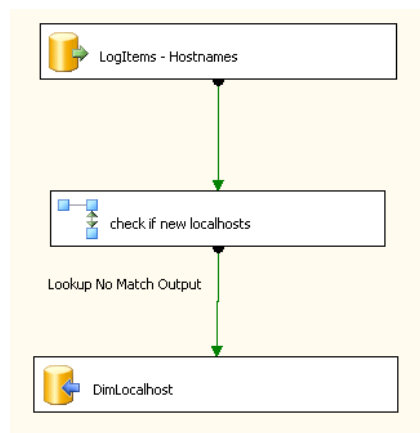 LogItems - Hostnames
check if new localhosts
Lookup No Match Output
DimLocalhost